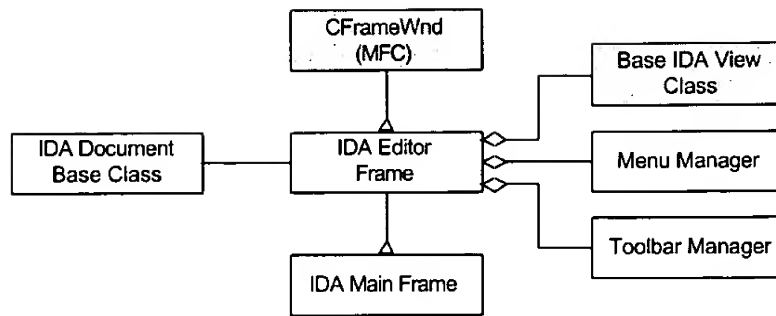 CFrameWnd
(MFC)
Base IDA View
Class
IDA Document
Base Class
IDA Editor
Frame
Menu Manager
Toolbar Manager
IDA Main Frame